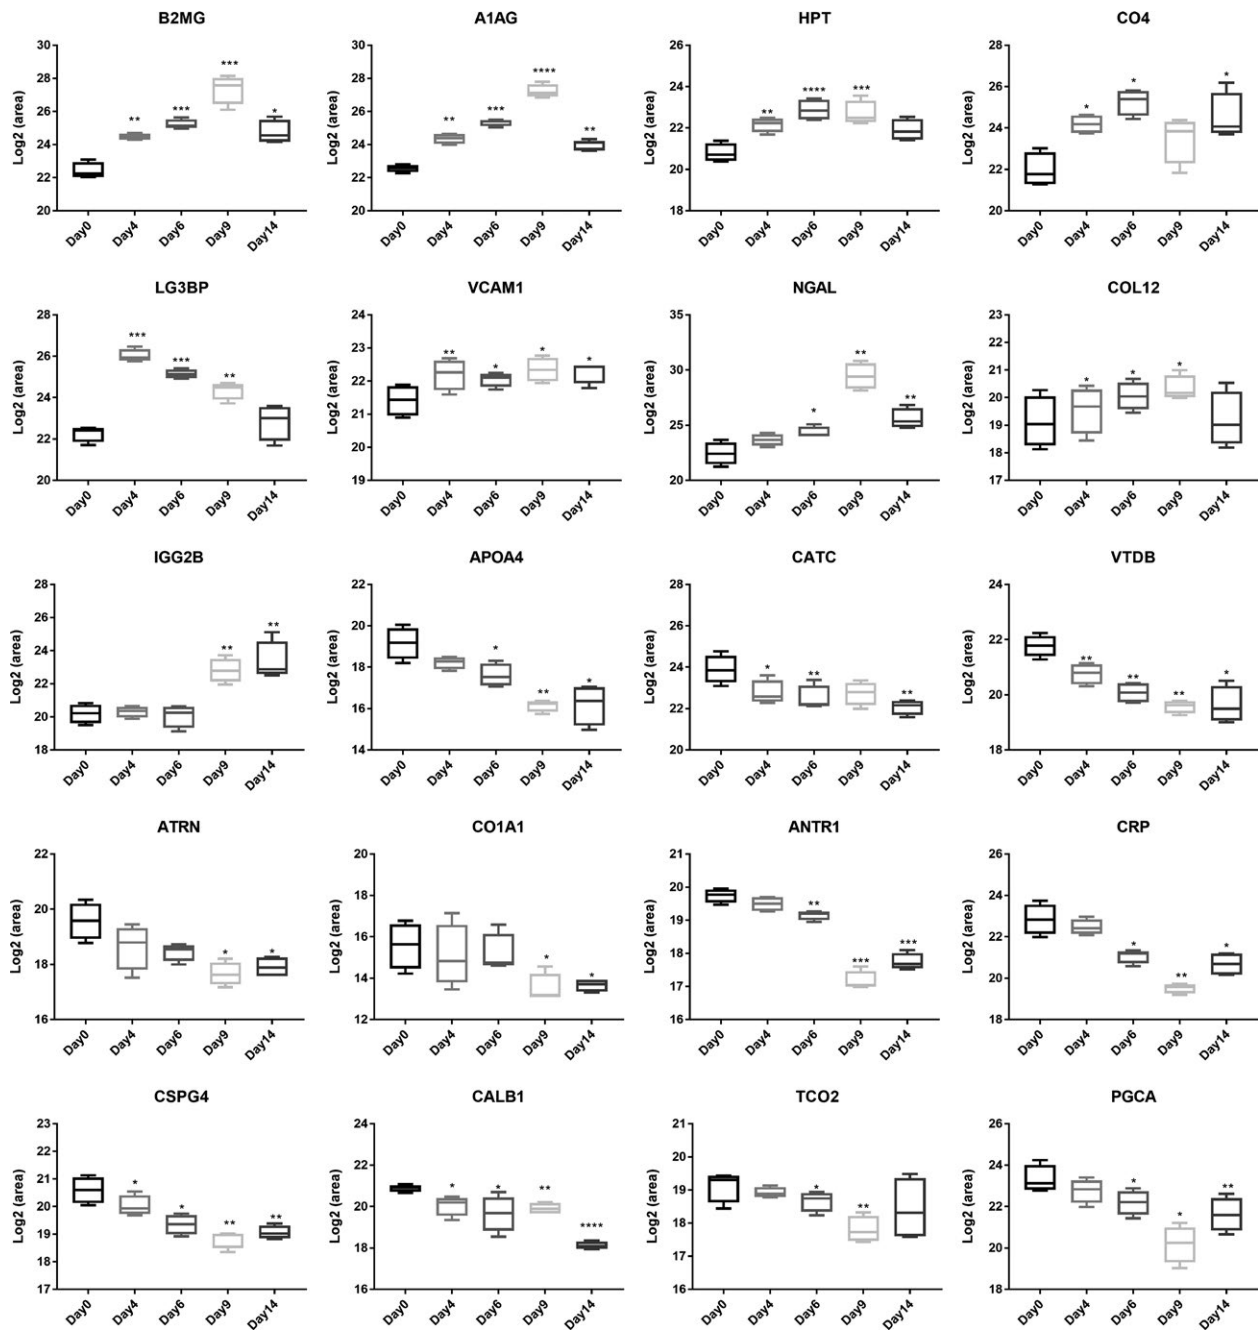 B2MG A1AG HPT CO4
Log2 (area) 30 28 26 24 22 20
** *** *** *
Day0 Day4 Day6 Day9 Day14
Log2 (area) 30 28 26 24 22 20
** *** **** **
Day0 Day4 Day6 Day9 Day14
Log2 (area) 26 24 22 20 18
** **** ***
Day0 Day4 Day6 Day9 Day14
Log2 (area) 28 26 24 22 20
* * *
Day0 Day4 Day6 Day9 Day14
LG3BP VCAM1 NGAL COL12
Log2 (area) 28 26 24 22 20
*** *** **
Day0 Day4 Day6 Day9 Day14
Log2 (area) 24 23 22 21 20 19
** * * *
Day0 Day4 Day6 Day9 Day14
Log2 (area) 35 30 25 20
* ** **
Day0 Day4 Day6 Day9 Day14
Log2 (area) 23 22 21 20 19 18 17
* * *
Day0 Day4 Day6 Day9 Day14
IGG2B APOA4 CATC VTDB
Log2 (area) 28 26 24 22 20 18
** **
Day0 Day4 Day6 Day9 Day14
Log2 (area) 22 20 18 16 14
* ** *
Day0 Day4 Day6 Day9 Day14
Log2 (area) 28 26 24 22 20
* ** **
Day0 Day4 Day6 Day9 Day14
Log2 (area) 24 22 20 18
** ** ** *
Day0 Day4 Day6 Day9 Day14
ATRN CO1A1 ANTR1 CRP
Log2 (area) 22 20 18 16
* *
Day0 Day4 Day6 Day9 Day14
Log2 (area) 20 18 16 14 12
* *
Day0 Day4 Day6 Day9 Day14
Log2 (area) 21 20 19 18 17 16
** *** ***
Day0 Day4 Day6 Day9 Day14
Log2 (area) 26 24 22 20 18
* ** *
Day0 Day4 Day6 Day9 Day14
CSPG4 CALB1 TCO2 PGCA
Log2 (area) 23 22 21 20 19 18 17
* * ** **
Day0 Day4 Day6 Day9 Day14
Log2 (area) 24 22 20 18 16
* * ** ****
Day0 Day4 Day6 Day9 Day14
Log2 (area) 21 20 19 18 17 16
* **
Day0 Day4 Day6 Day9 Day14
Log2 (area) 26 24 22 20 18
* * **
Day0 Day4 Day6 Day9 Day14